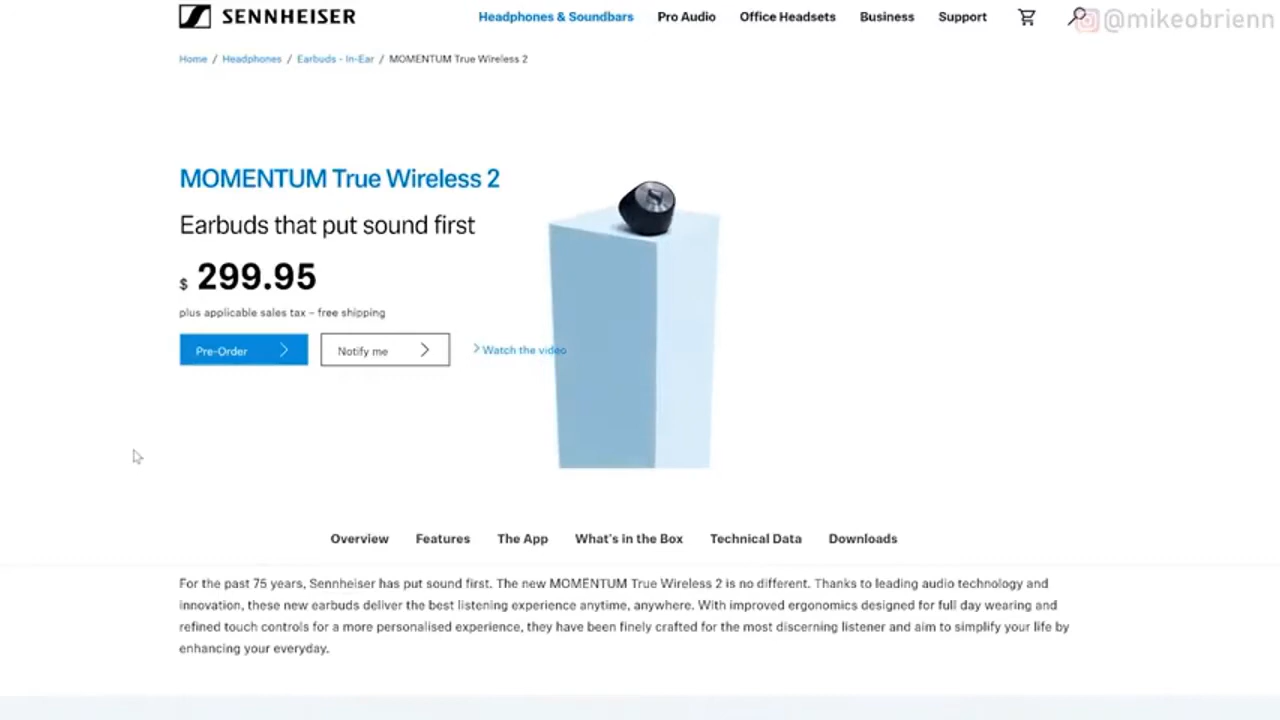 SENNHEISER
Headphones & Soundbars Pro Audio Office Headsets Business Support
@mikeobrienn
Home / Headphones / Earbuds - In-Ear / MOMENTUM True Wireless 2
MOMENTUM True Wireless 2
Earbuds that put sound first
$ 299.95
plus applicable sales tax – free shipping
Pre-Order
Notify me
Watch the video
Overview Features The App What's in the Box Technical Data Downloads
For the past 75 years, Sennheiser has put sound first. The new MOMENTUM True Wireless 2 is no different. Thanks to leading audio technology and
innovation, these new earbuds deliver the best listening experience anytime, anywhere. With improved ergonomics designed for full day wearing and
refined touch controls for a more personalised experience, they have been finely crafted for the most discerning listener and aim to simplify your life by
enhancing your everyday.